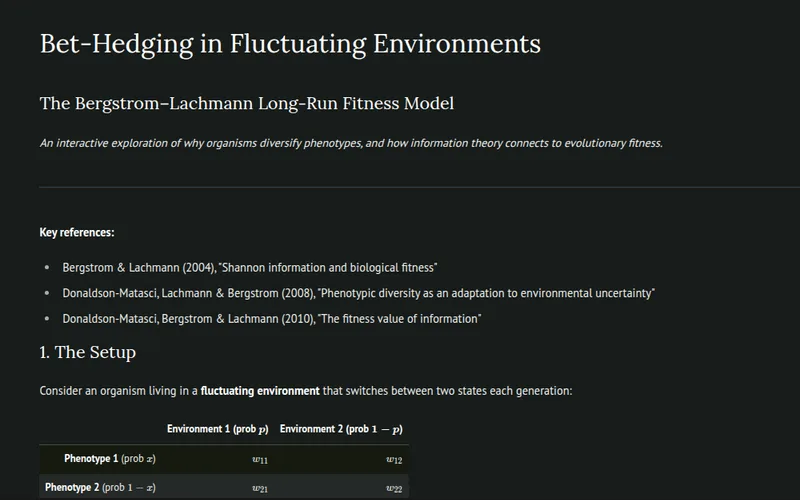 Bet-Hedging in Fluctuating Environments
The Bergstrom–Lachmann Long-Run Fitness Model
An interactive exploration of why organisms diversify phenotypes, and how information theory connects to evolutionary fitness.
Key references:
• Bergstrom & Lachmann (2004), "Shannon information and biological fitness"
• Donaldson-Matasci, Lachmann & Bergstrom (2008), "Phenotypic diversity as an adaptation to environmental uncertainty"
• Donaldson-Matasci, Bergstrom & Lachmann (2010), "The fitness value of information"
1. The Setup
Consider an organism living in a fluctuating environment that switches between two states each generation:
Environment 1 (prob p) Environment 2 (prob 1 − p)
Phenotype 1 (prob x) w₁₁ w₁₂
Phenotype 2 (prob 1 − x) w₂₁ w₂₂